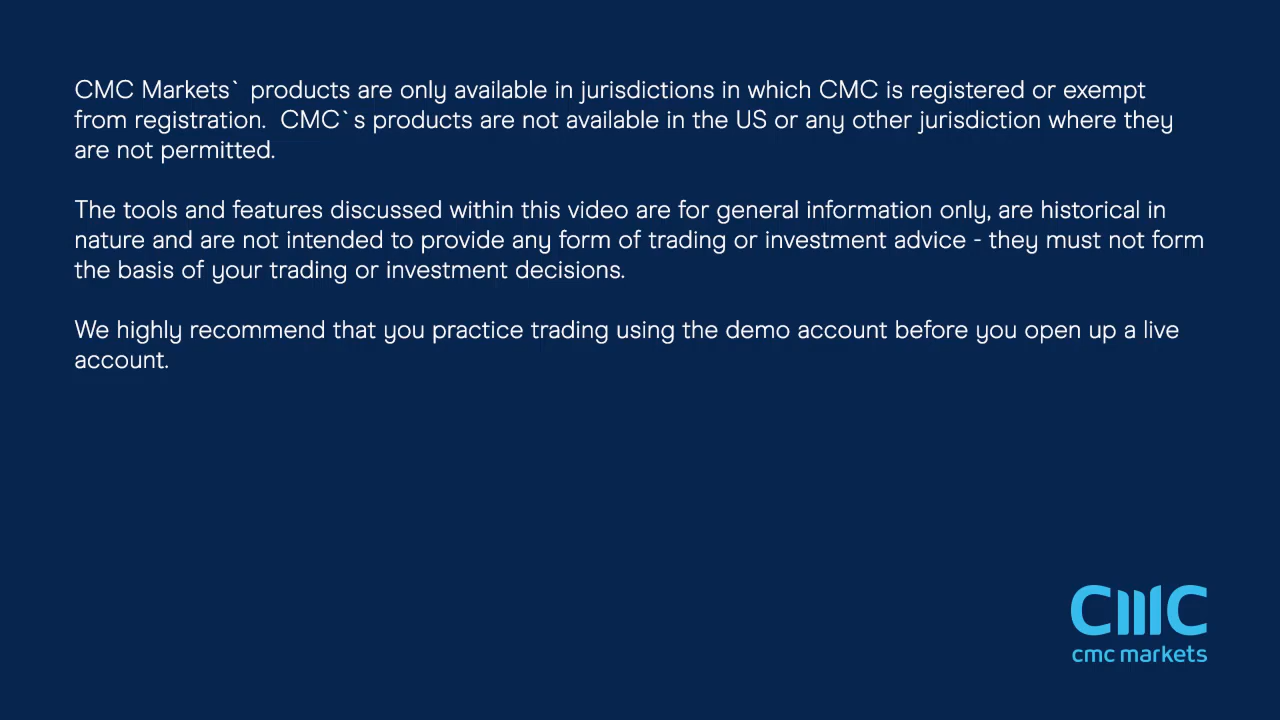 CMC Markets` products are only available in jurisdictions in which CMC is registered or exempt
from registration.  CMC`s products are not available in the US or any other jurisdiction where they
are not permitted.
The tools and features discussed within this video are for general information only, are historical in
nature and are not intended to provide any form of trading or investment advice - they must not form
the basis of your trading or investment decisions.
We highly recommend that you practice trading using the demo account before you open up a live
account.
CMC
cmc markets